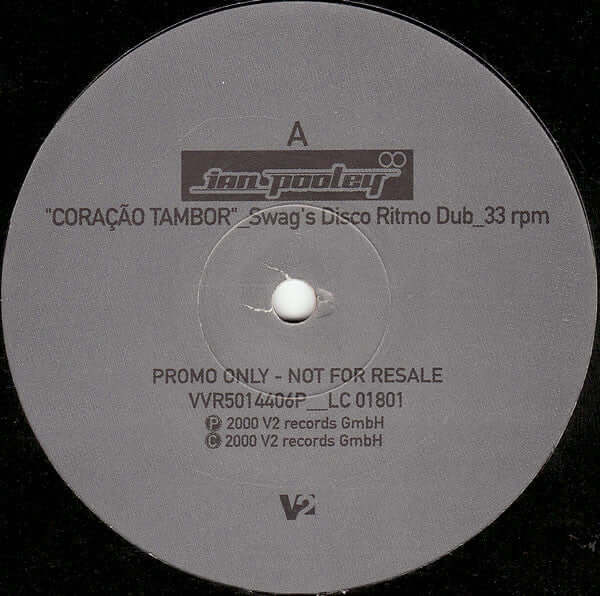 A
ian pooley
"CORAÇÃO TAMBOR"_Swag's Disco Ritmo Dub_33 rpm
PROMO ONLY - NOT FOR RESALE
VVR5014406P__LC 01801
Ⓟ 2000 V2 records GmbH
© 2000 V2 records GmbH
V2